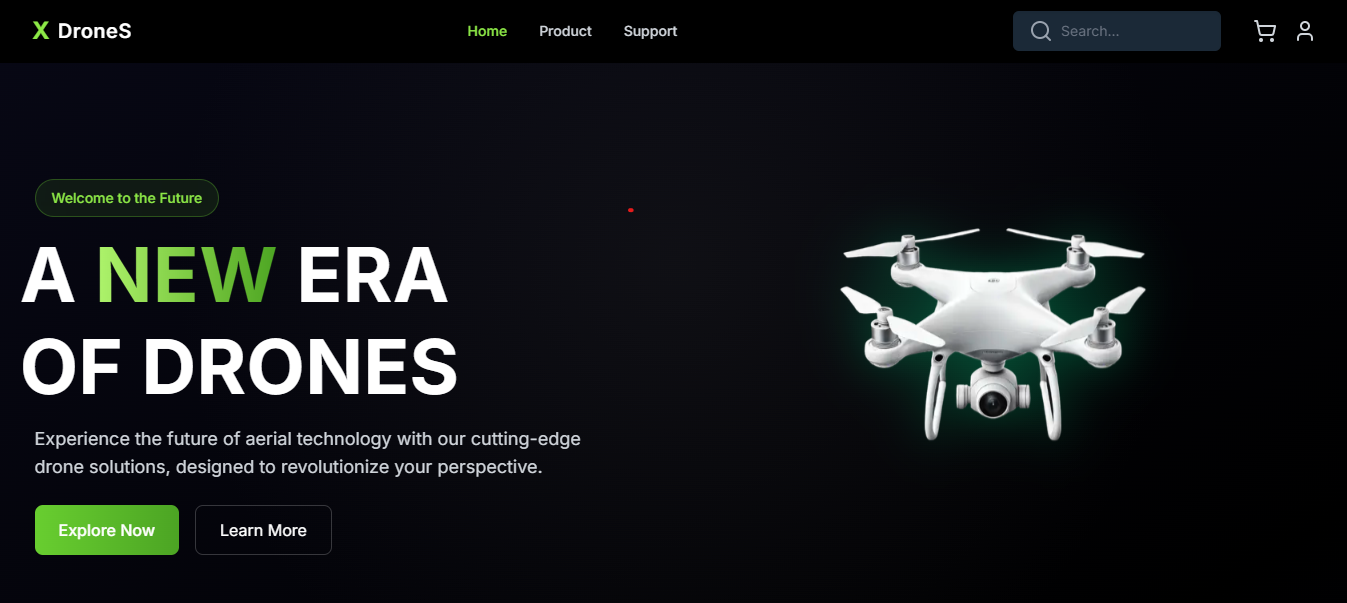 X DroneS
Home Product Support
Search...
Welcome to the Future
A NEW ERA
OF DRONES
Experience the future of aerial technology with our cutting-edge
drone solutions, designed to revolutionize your perspective.
Explore Now
Learn More